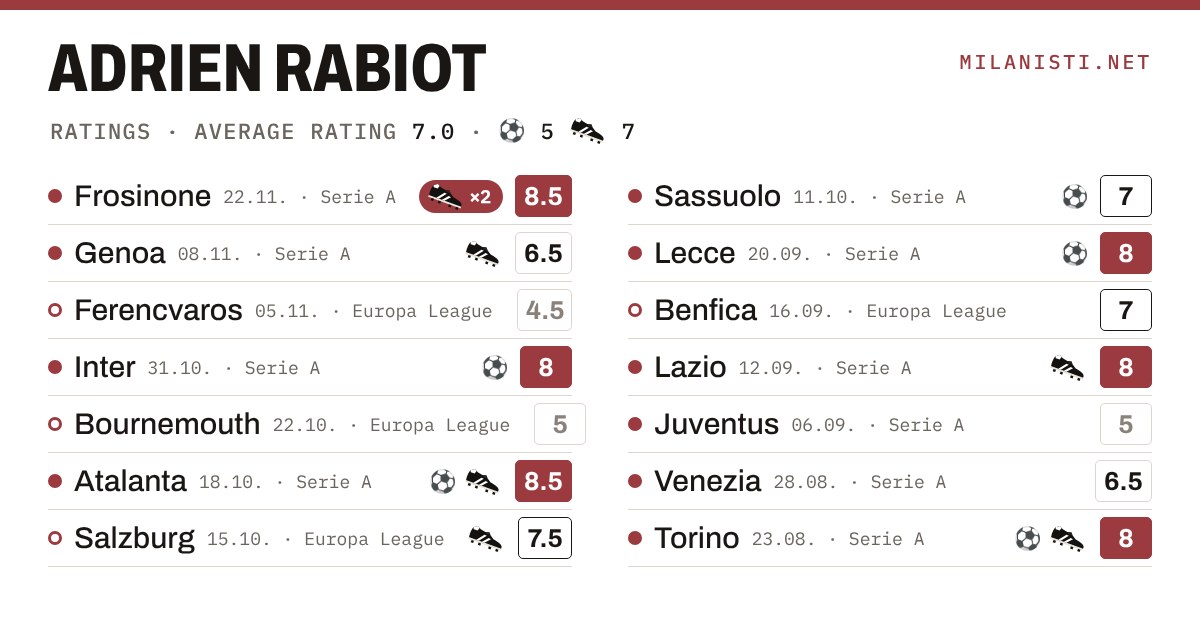 ADRIEN RABIOT
MILANISTI.NET
RATINGS · AVERAGE RATING 7.0 · ⚽ 5 7
Frosinone 22.11. · Serie A ×2 8.5
Genoa 08.11. · Serie A 6.5
Ferencvaros 05.11. · Europa League 4.5
Inter 31.10. · Serie A ⚽ 8
Bournemouth 22.10. · Europa League 5
Atalanta 18.10. · Serie A ⚽ 8.5
Salzburg 15.10. · Europa League 7.5
Sassuolo 11.10. · Serie A ⚽ 7
Lecce 20.09. · Serie A ⚽ 8
Benfica 16.09. · Europa League 7
Lazio 12.09. · Serie A 8
Juventus 06.09. · Serie A 5
Venezia 28.08. · Serie A 6.5
Torino 23.08. · Serie A ⚽ 8